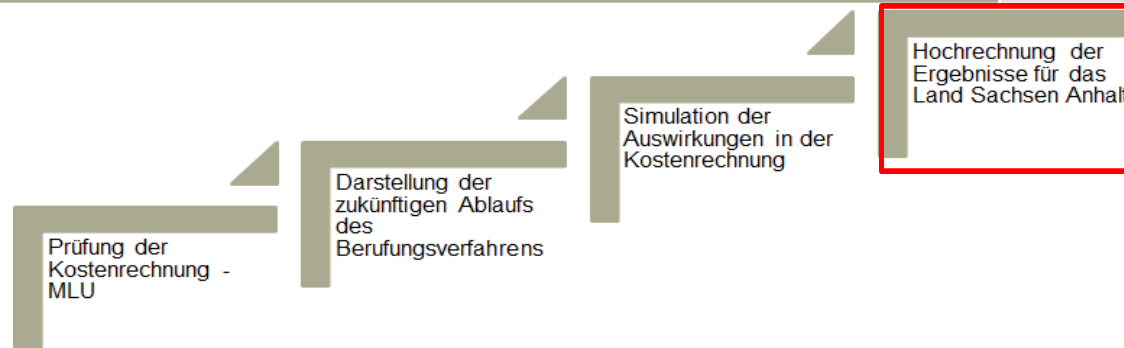 Prüfung der
Kostenrechnung -
MLU
Darstellung der
zukünftigen Ablaufs
des
Berufungsverfahrens
Simulation der
Auswirkungen in der
Kostenrechnung
Hochrechnung der
Ergebnisse für das
Land Sachsen Anhalt